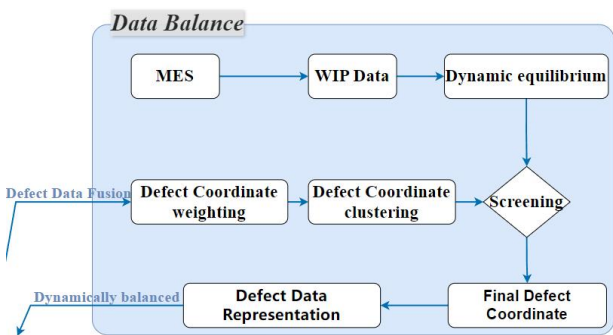 Data Balance
MES
WIP Data
Dynamic equilibrium
Defect Data Fusion
Defect Coordinate
weighting
Defect Coordinate
clustering
Screening
Dynamically balanced
Defect Data
Representation
Final Defect
Coordinate